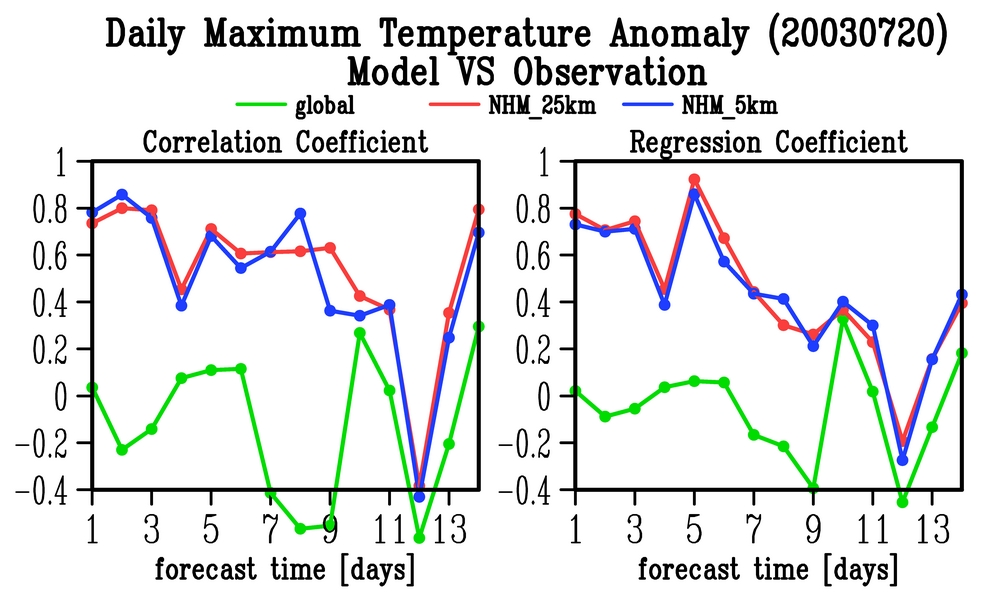 Daily Maximum Temperature Anomaly (20030720)
Model VS Observation
global NHM_25km NHM_5km
Correlation Coefficient
1
0.8
0.6
0.4
0.2
0
-0.2
-0.4
1 3 5 7 9 11 13
forecast time [days]
Regression Coefficient
1
0.8
0.6
0.4
0.2
0
-0.2
-0.4
1 3 5 7 9 11 13
forecast time [days]